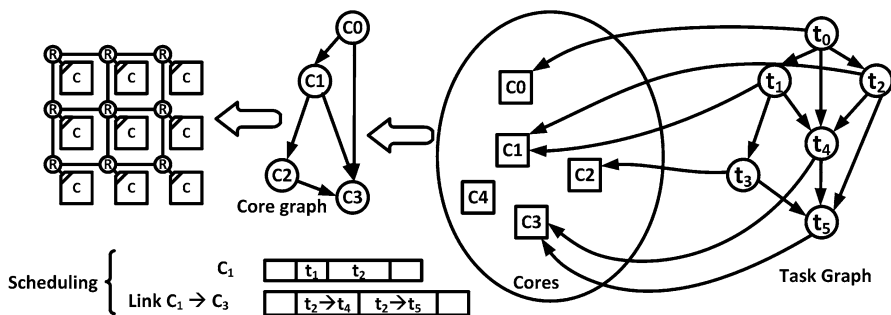 R R R
C C C
R R R
C C C
R R R
C C C
C0
C1
C2
C3
Core graph
C0
C1
C2
C4
C3
Cores
t0
t1
t2
t4
t3
t5
Task Graph
Scheduling
C1
t1 t2
Link C1 → C3
t2→t4 t2→t5